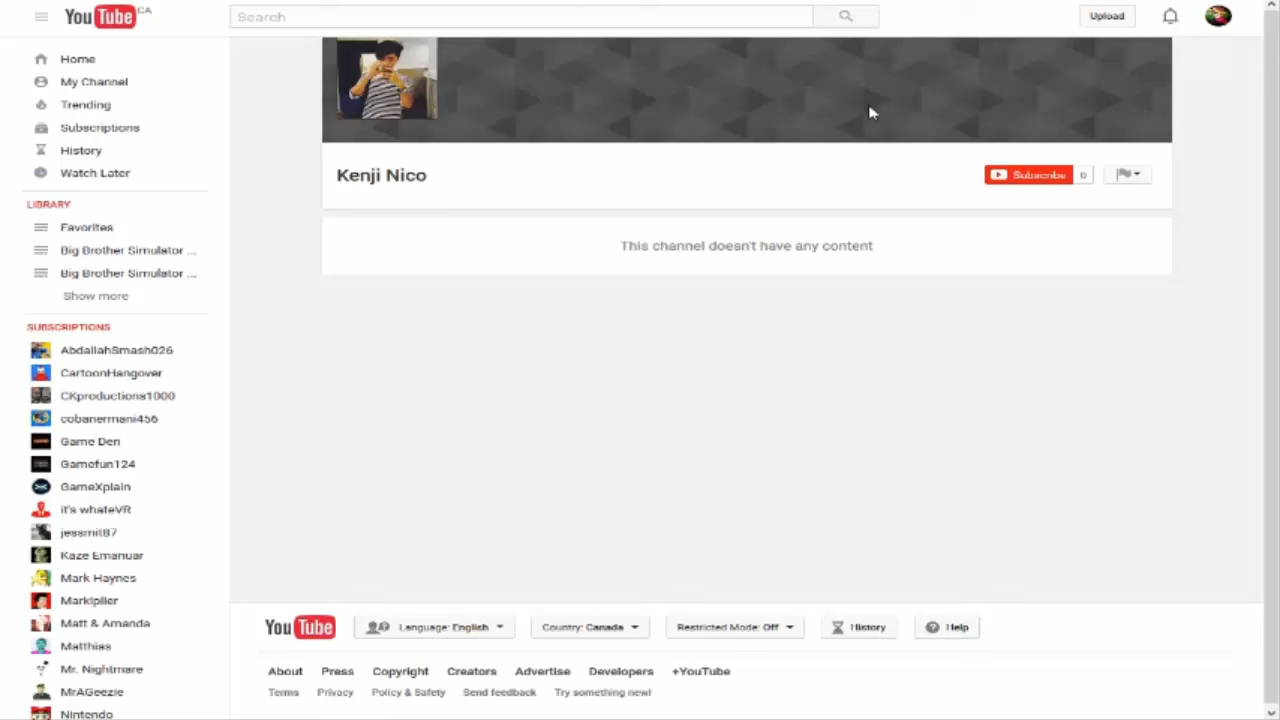 YouTube CA
Search
Upload
Home
My Channel
Trending
Subscriptions
History
Watch Later
LIBRARY
Favorites
Big Brother Simulator ...
Big Brother Simulator ...
Show more
SUBSCRIPTIONS
AbdallahSmash026
CartoonHangover
CKproductions1000
cobanermani456
Game Den
Gamefun124
GameXplain
it's whateVR
jessmit87
Kaze Emanuar
Mark Haynes
Markiplier
Matt & Amanda
Matthias
Mr. Nightmare
MrAGeezie
Nintendo
Kenji Nico
Subscribe 0
This channel doesn't have any content
YouTube Language: English Country: Canada Restricted Mode: Off History Help
About Press Copyright Creators Advertise Developers +YouTube
Terms Privacy Policy & Safety Send feedback Try something new!